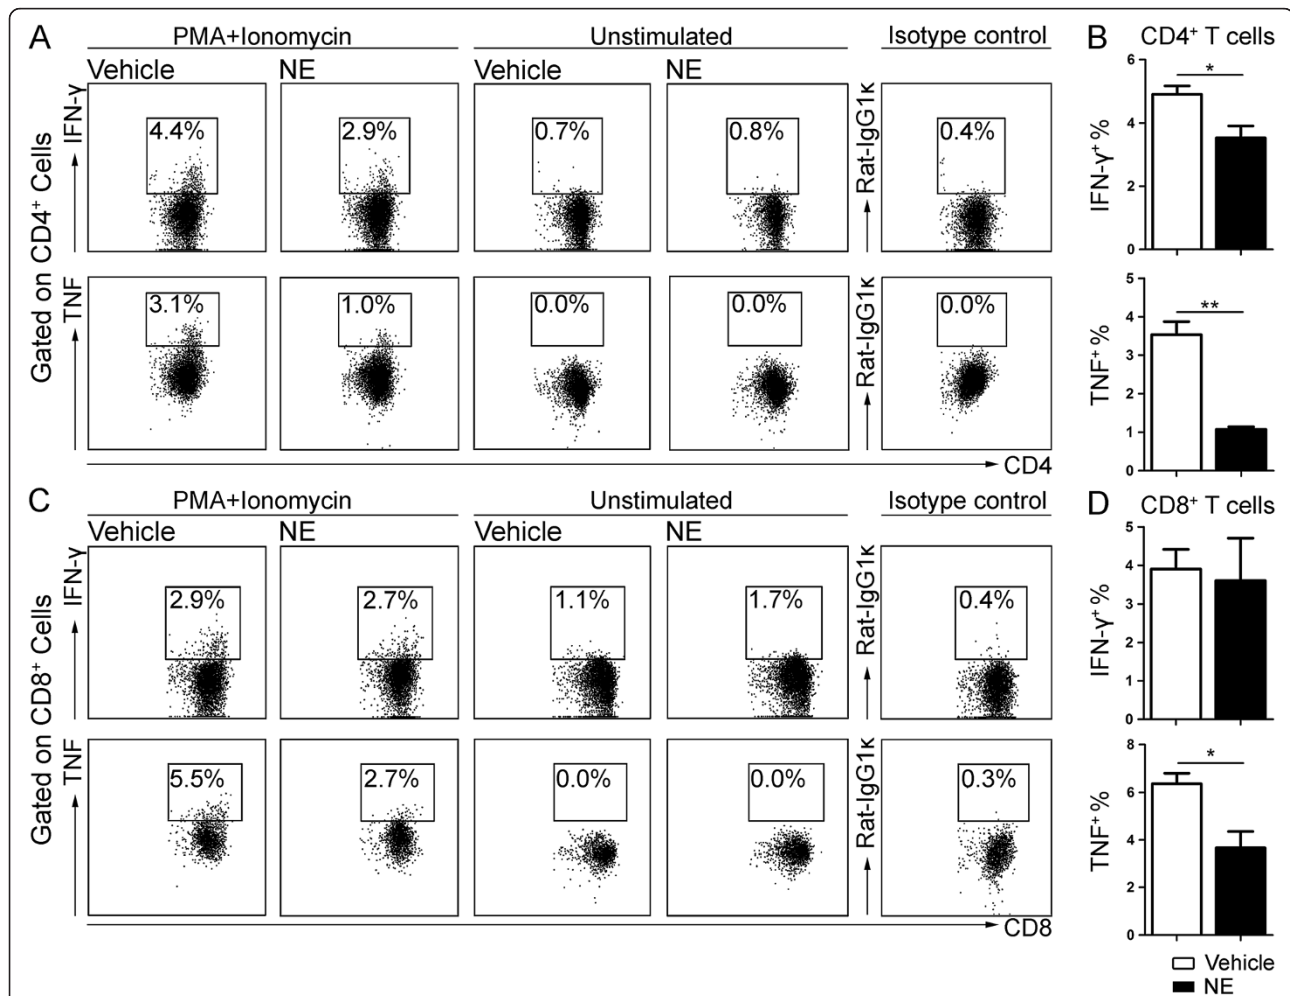 A
PMA+Ionomycin
Unstimulated
Isotype control
Vehicle
NE
Vehicle
NE
Gated on CD4⁺ Cells
IFN-γ
4.4%
2.9%
0.7%
0.8%
Rat-IgG1κ
0.4%
TNF
3.1%
1.0%
0.0%
0.0%
Rat-IgG1κ
0.0%
CD4
B
CD4⁺ T cells
IFN-γ⁺ %
6
4
2
0
*
TNF⁺ %
5
4
3
2
1
0
**
C
PMA+Ionomycin
Unstimulated
Isotype control
Vehicle
NE
Vehicle
NE
Gated on CD8⁺ Cells
IFN-γ
2.9%
2.7%
1.1%
1.7%
Rat-IgG1κ
0.4%
TNF
5.5%
2.7%
0.0%
0.0%
Rat-IgG1κ
0.3%
CD8
D
CD8⁺ T cells
IFN-γ⁺ %
5
4
3
2
1
0
TNF⁺ %
8
6
4
2
0
*
Vehicle
NE